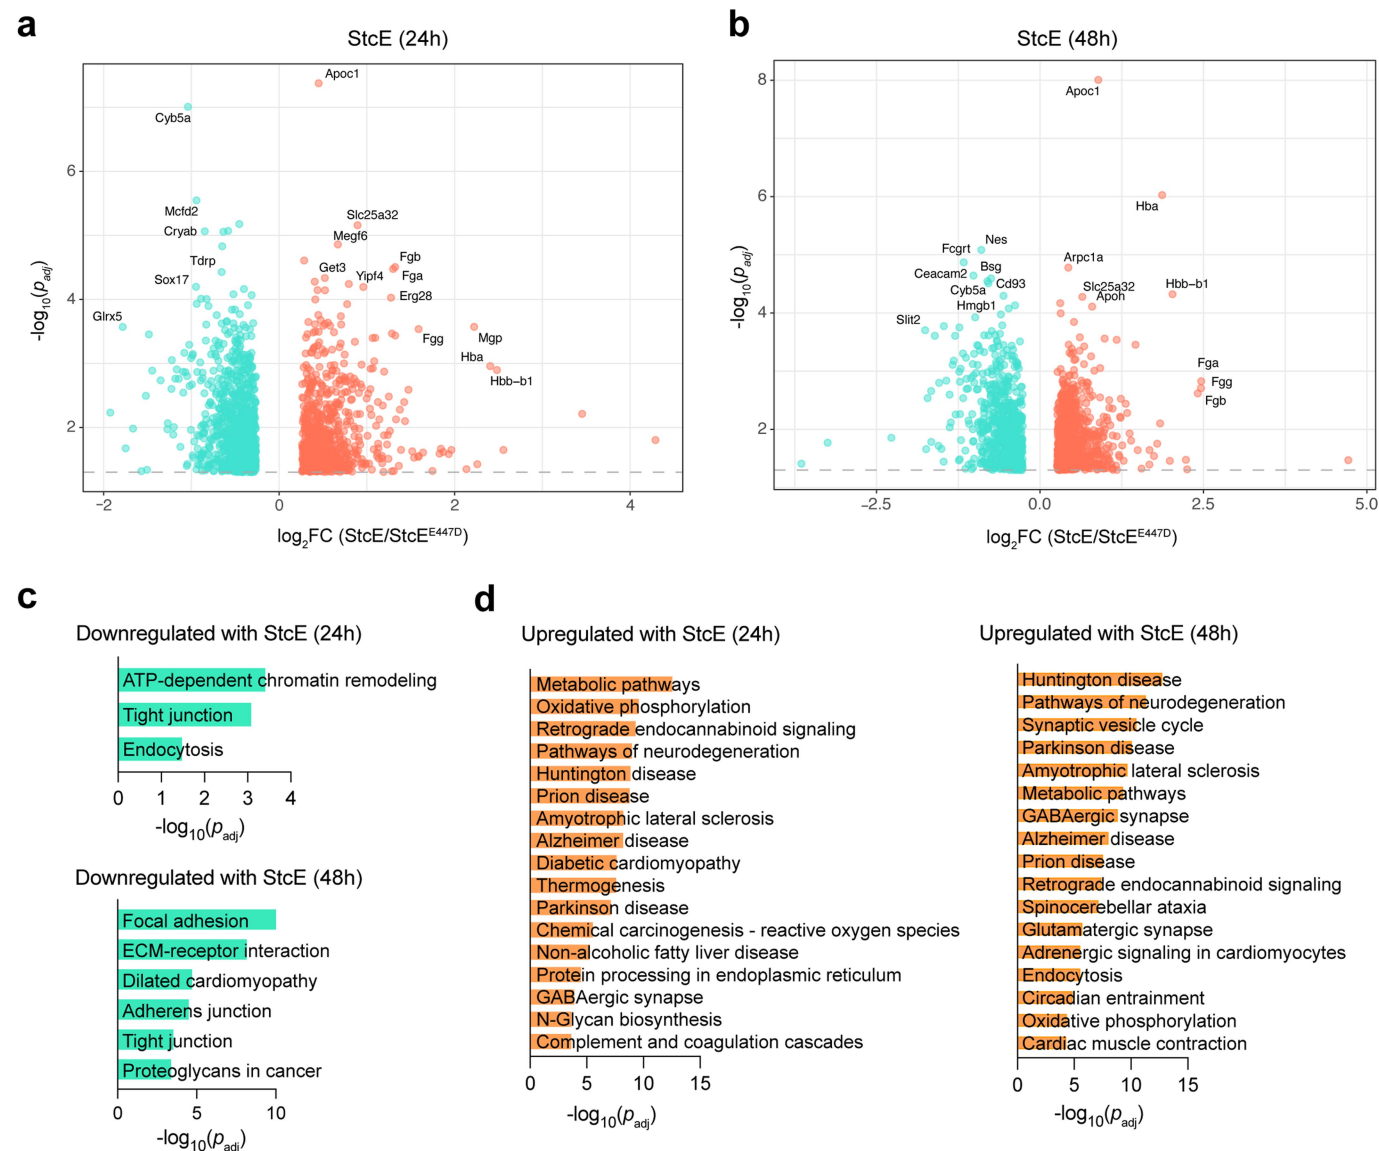 a
StcE (24h)
Apoc1
Cyb5a
6
Mcfd2
Slc25a32
Cryab
Megf6
Tdrp
Fgb
Get3
Fga
Sox17
Yipf4
4
Erg28
Glrx5
Fgg
Mgp
Hba
Hbb−b1
2
−2
0
2
4
-log10(padj)
log2FC (StcE/StcE^E447D)
b
StcE (48h)
8
Apoc1
6
Hba
Nes
Fcgrt
Arpc1a
Bsg
Ceacam2
Cd93
Hbb−b1
Cyb5a
Slc25a32
Apoh
Hmgb1
4
Slit2
Fga
Fgg
Fgb
2
−2.5
0.0
2.5
5.0
-log10(padj)
log2FC (StcE/StcE^E447D)
c
Downregulated with StcE (24h)
ATP-dependent chromatin remodeling
Tight junction
Endocytosis
0 1 2 3 4
-log10(padj)
Downregulated with StcE (48h)
Focal adhesion
ECM-receptor interaction
Dilated cardiomyopathy
Adherens junction
Tight junction
Proteoglycans in cancer
0 5 10
-log10(padj)
d
Upregulated with StcE (24h)
Metabolic pathways
Oxidative phosphorylation
Retrograde endocannabinoid signaling
Pathways of neurodegeneration
Huntington disease
Prion disease
Amyotrophic lateral sclerosis
Alzheimer disease
Diabetic cardiomyopathy
Thermogenesis
Parkinson disease
Chemical carcinogenesis - reactive oxygen species
Non-alcoholic fatty liver disease
Protein processing in endoplasmic reticulum
GABAergic synapse
N-Glycan biosynthesis
Complement and coagulation cascades
0 5 10 15
-log10(padj)
Upregulated with StcE (48h)
Huntington disease
Pathways of neurodegeneration
Synaptic vesicle cycle
Parkinson disease
Amyotrophic lateral sclerosis
Metabolic pathways
GABAergic synapse
Alzheimer disease
Prion disease
Retrograde endocannabinoid signaling
Spinocerebellar ataxia
Glutamatergic synapse
Adrenergic signaling in cardiomyocytes
Endocytosis
Circadian entrainment
Oxidative phosphorylation
Cardiac muscle contraction
0 5 10 15
-log10(padj)